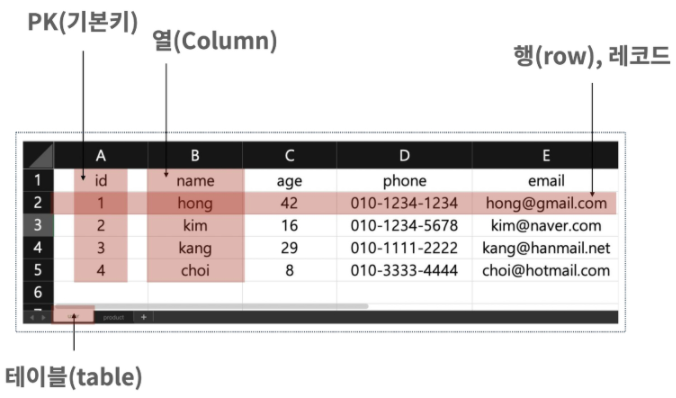 PK(기본키)
열(Column)
행(row), 레코드
A B C D E
1 id name age phone email
2 1 hong 42 010-1234-1234 hong@gmail.com
3 2 kim 16 010-1234-5678 kim@naver.com
4 3 kang 29 010-1111-2222 kang@hanmail.net
5 4 choi 8 010-3333-4444 choi@hotmail.com
6
product +
테이블(table)